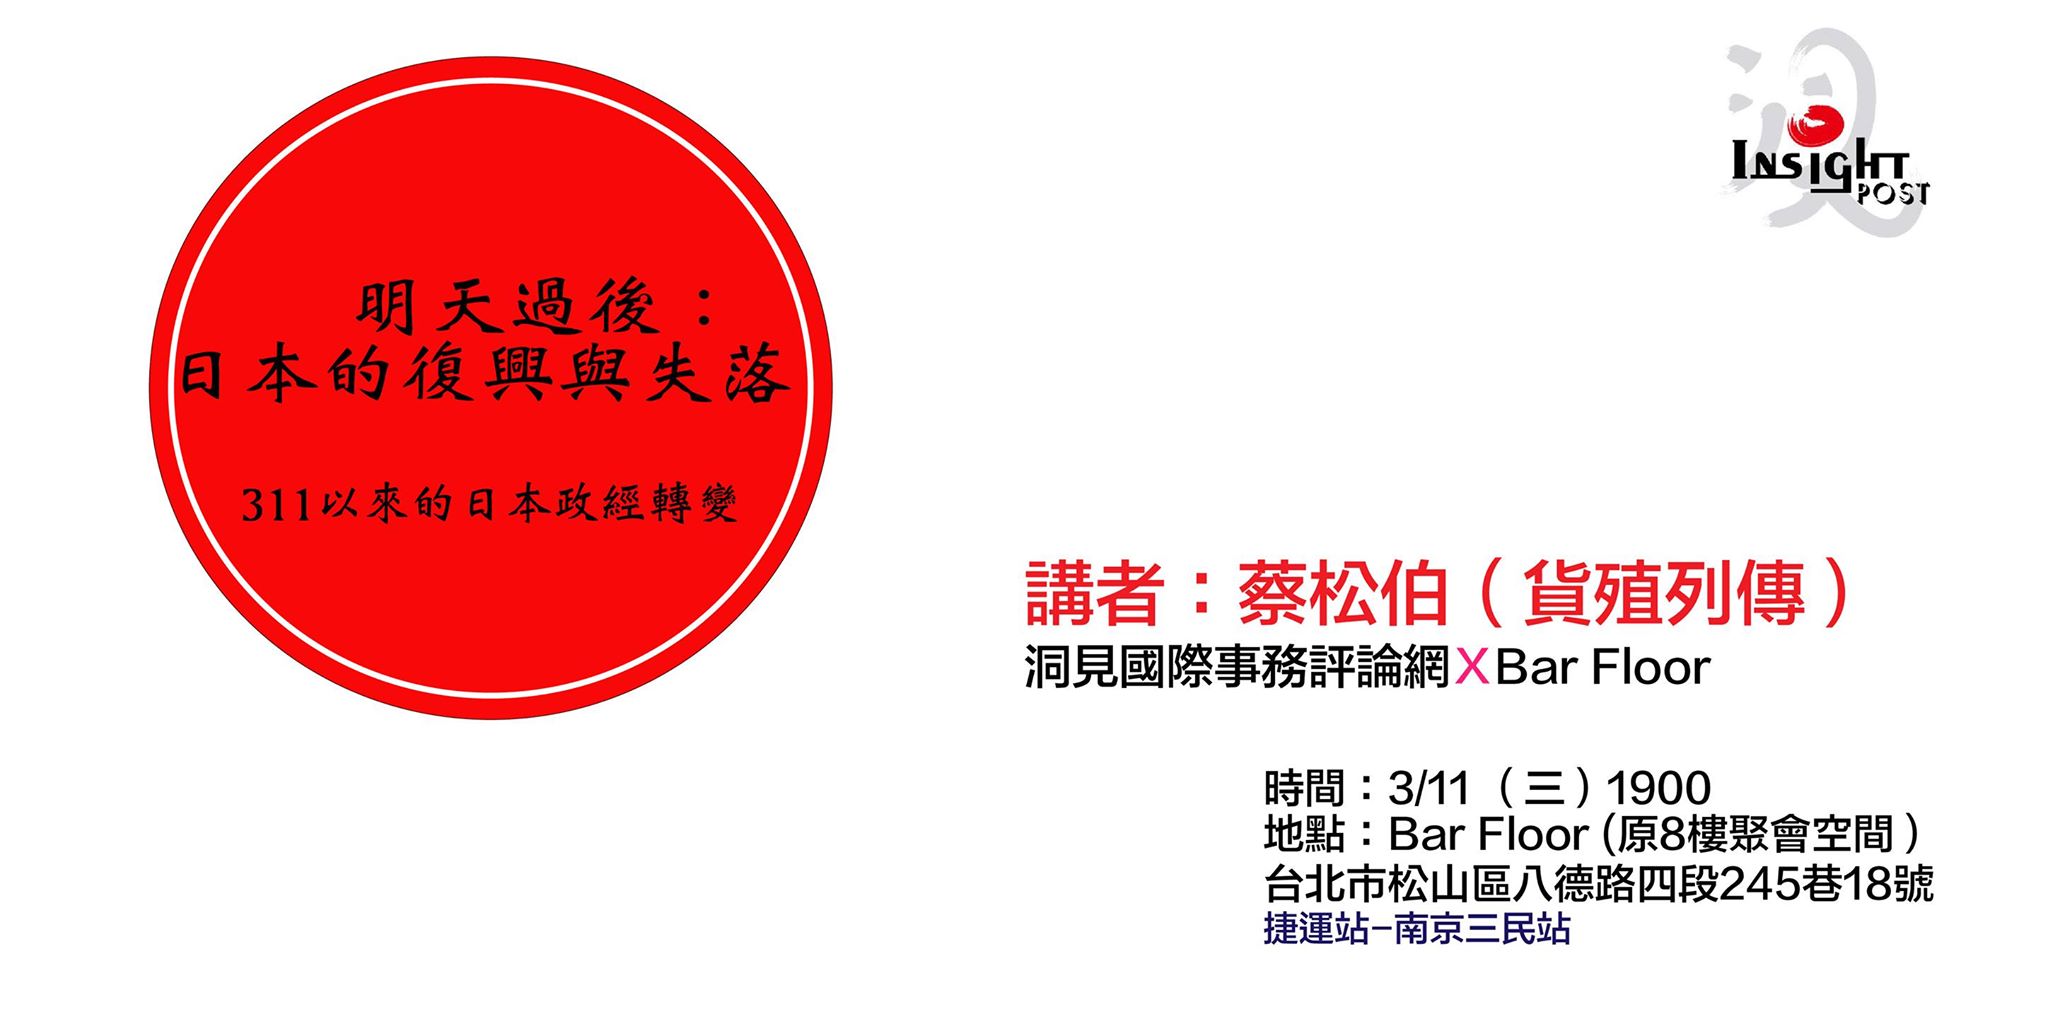 明天過後：
日本的復興與失落
311以來的日本政經轉變
洞見
INSIGHT
POST
講者：蔡松伯（貨殖列傳）
洞見國際事務評論網XBar Floor
時間：3/11（三）1900
地點：Bar Floor (原8樓聚會空間）
台北市松山區八德路四段245巷18號
捷運站-南京三民站